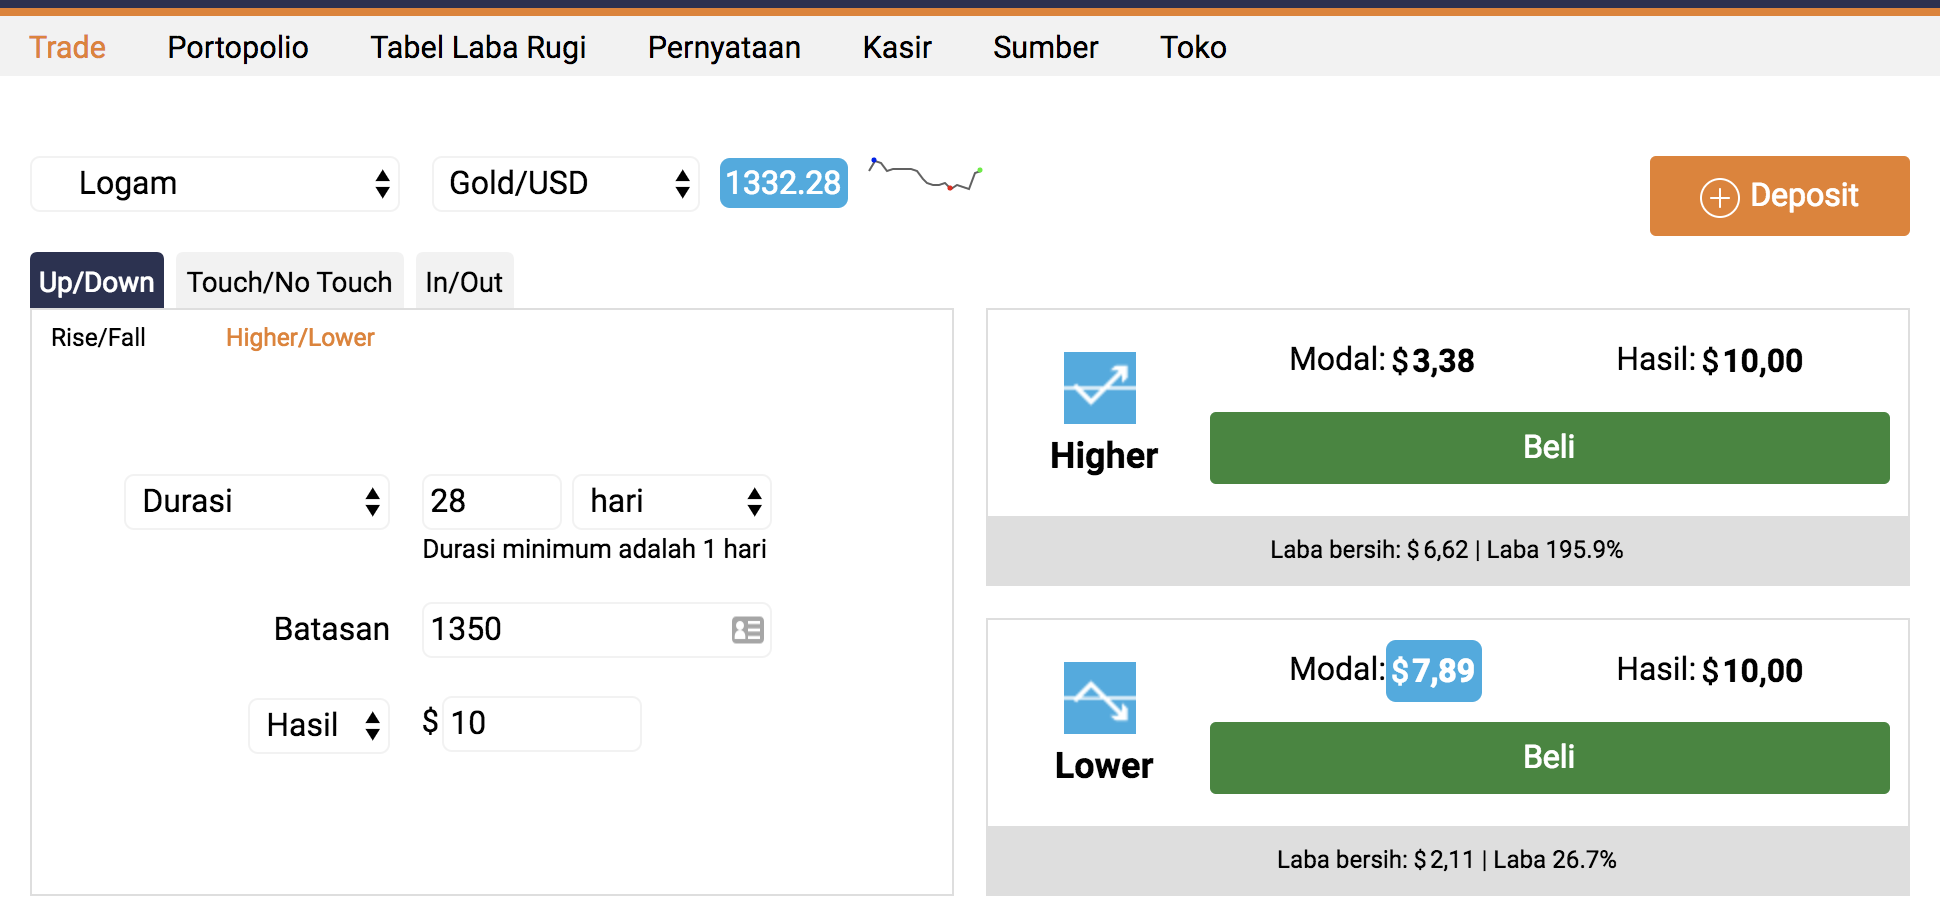 Trade Portopolio Tabel Laba Rugi Pernyataan Kasir Sumber Toko
Logam Gold/USD 1332.28
Deposit
Up/Down Touch/No Touch In/Out
Rise/Fall Higher/Lower
Durasi 28 hari
Durasi minimum adalah 1 hari
Batasan 1350
Hasil $ 10
Modal: $ 3,38 Hasil: $ 10,00
Higher
Beli
Laba bersih: $ 6,62 | Laba 195.9%
Modal: $ 7,89 Hasil: $ 10,00
Lower
Beli
Laba bersih: $ 2,11 | Laba 26.7%